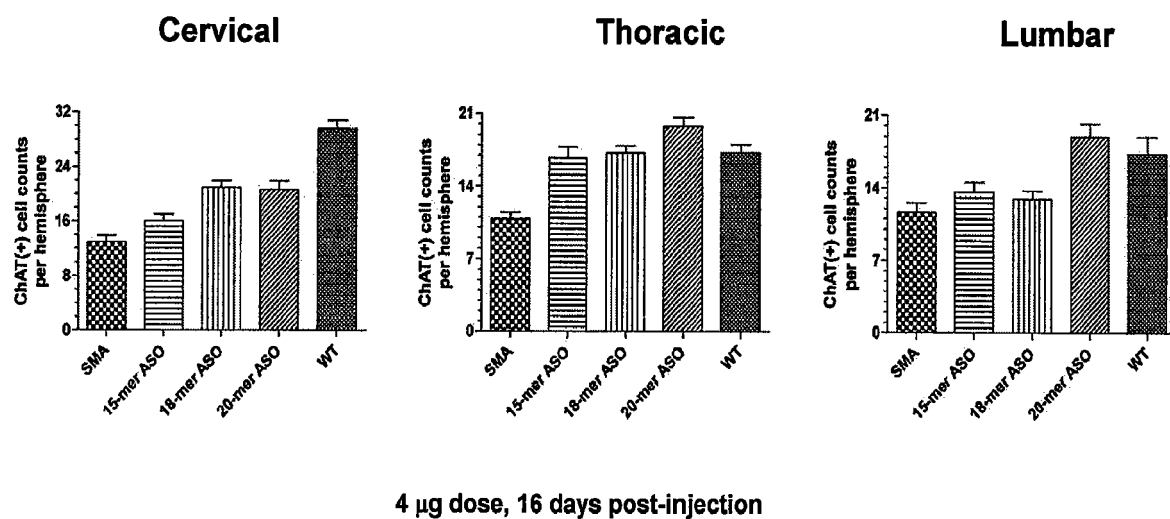 Cervical
Thoracic
Lumbar
ChAT(+) cell counts
per hemisphere
32
24
16
8
0
SMA
15-mer ASO
18-mer ASO
20-mer ASO
WT
ChAT(+) cell counts
per hemisphere
21
14
7
0
SMA
15-mer ASO
18-mer ASO
20-mer ASO
WT
ChAT(+) cell counts
per hemisphere
21
14
7
0
SMA
15-mer ASO
18-mer ASO
20-mer ASO
WT
4 μg dose, 16 days post-injection